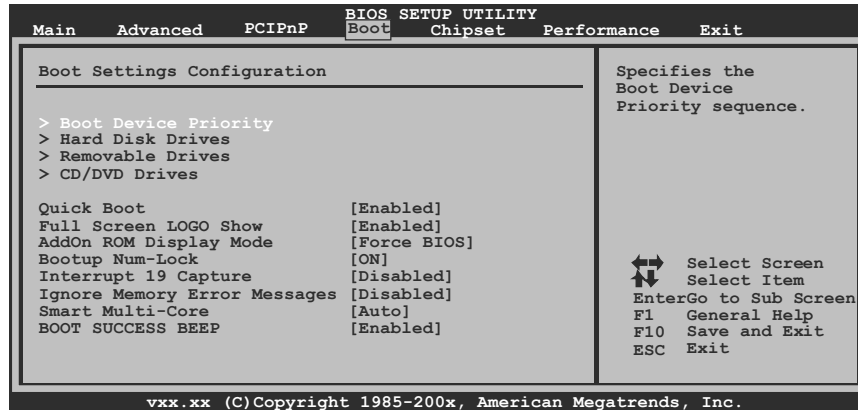 BIOS SETUP UTILITY
Main Advanced PCIPnP Boot Chipset Performance Exit
Boot Settings Configuration
> Boot Device Priority
> Hard Disk Drives
> Removable Drives
> CD/DVD Drives
Quick Boot [Enabled]
Full Screen LOGO Show [Enabled]
AddOn ROM Display Mode [Force BIOS]
Bootup Num-Lock [ON]
Interrupt 19 Capture [Disabled]
Ignore Memory Error Messages [Disabled]
Smart Multi-Core [Auto]
BOOT SUCCESS BEEP [Enabled]
Specifies the
Boot Device
Priority sequence.
Select Screen
Select Item
EnterGo to Sub Screen
F1 General Help
F10 Save and Exit
ESC Exit
vxx.xx (C)Copyright 1985-200x, American Megatrends, Inc.